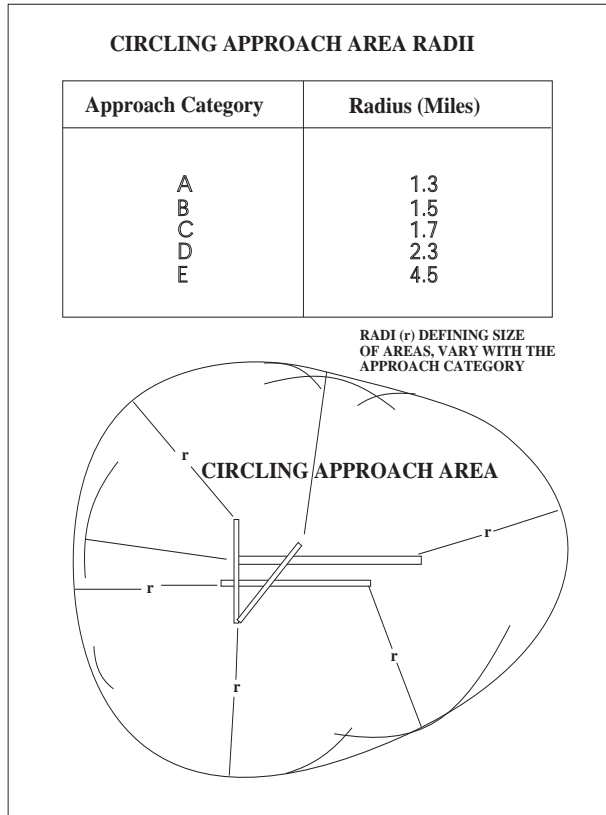 CIRCLING APPROACH AREA RADII
Approach Category Radius (Miles)
A 1.3
B 1.5
C 1.7
D 2.3
E 4.5
RADI (r) DEFINING SIZE
OF AREAS, VARY WITH THE
APPROACH CATEGORY
r
CIRCLING APPROACH AREA
r
r
r
r